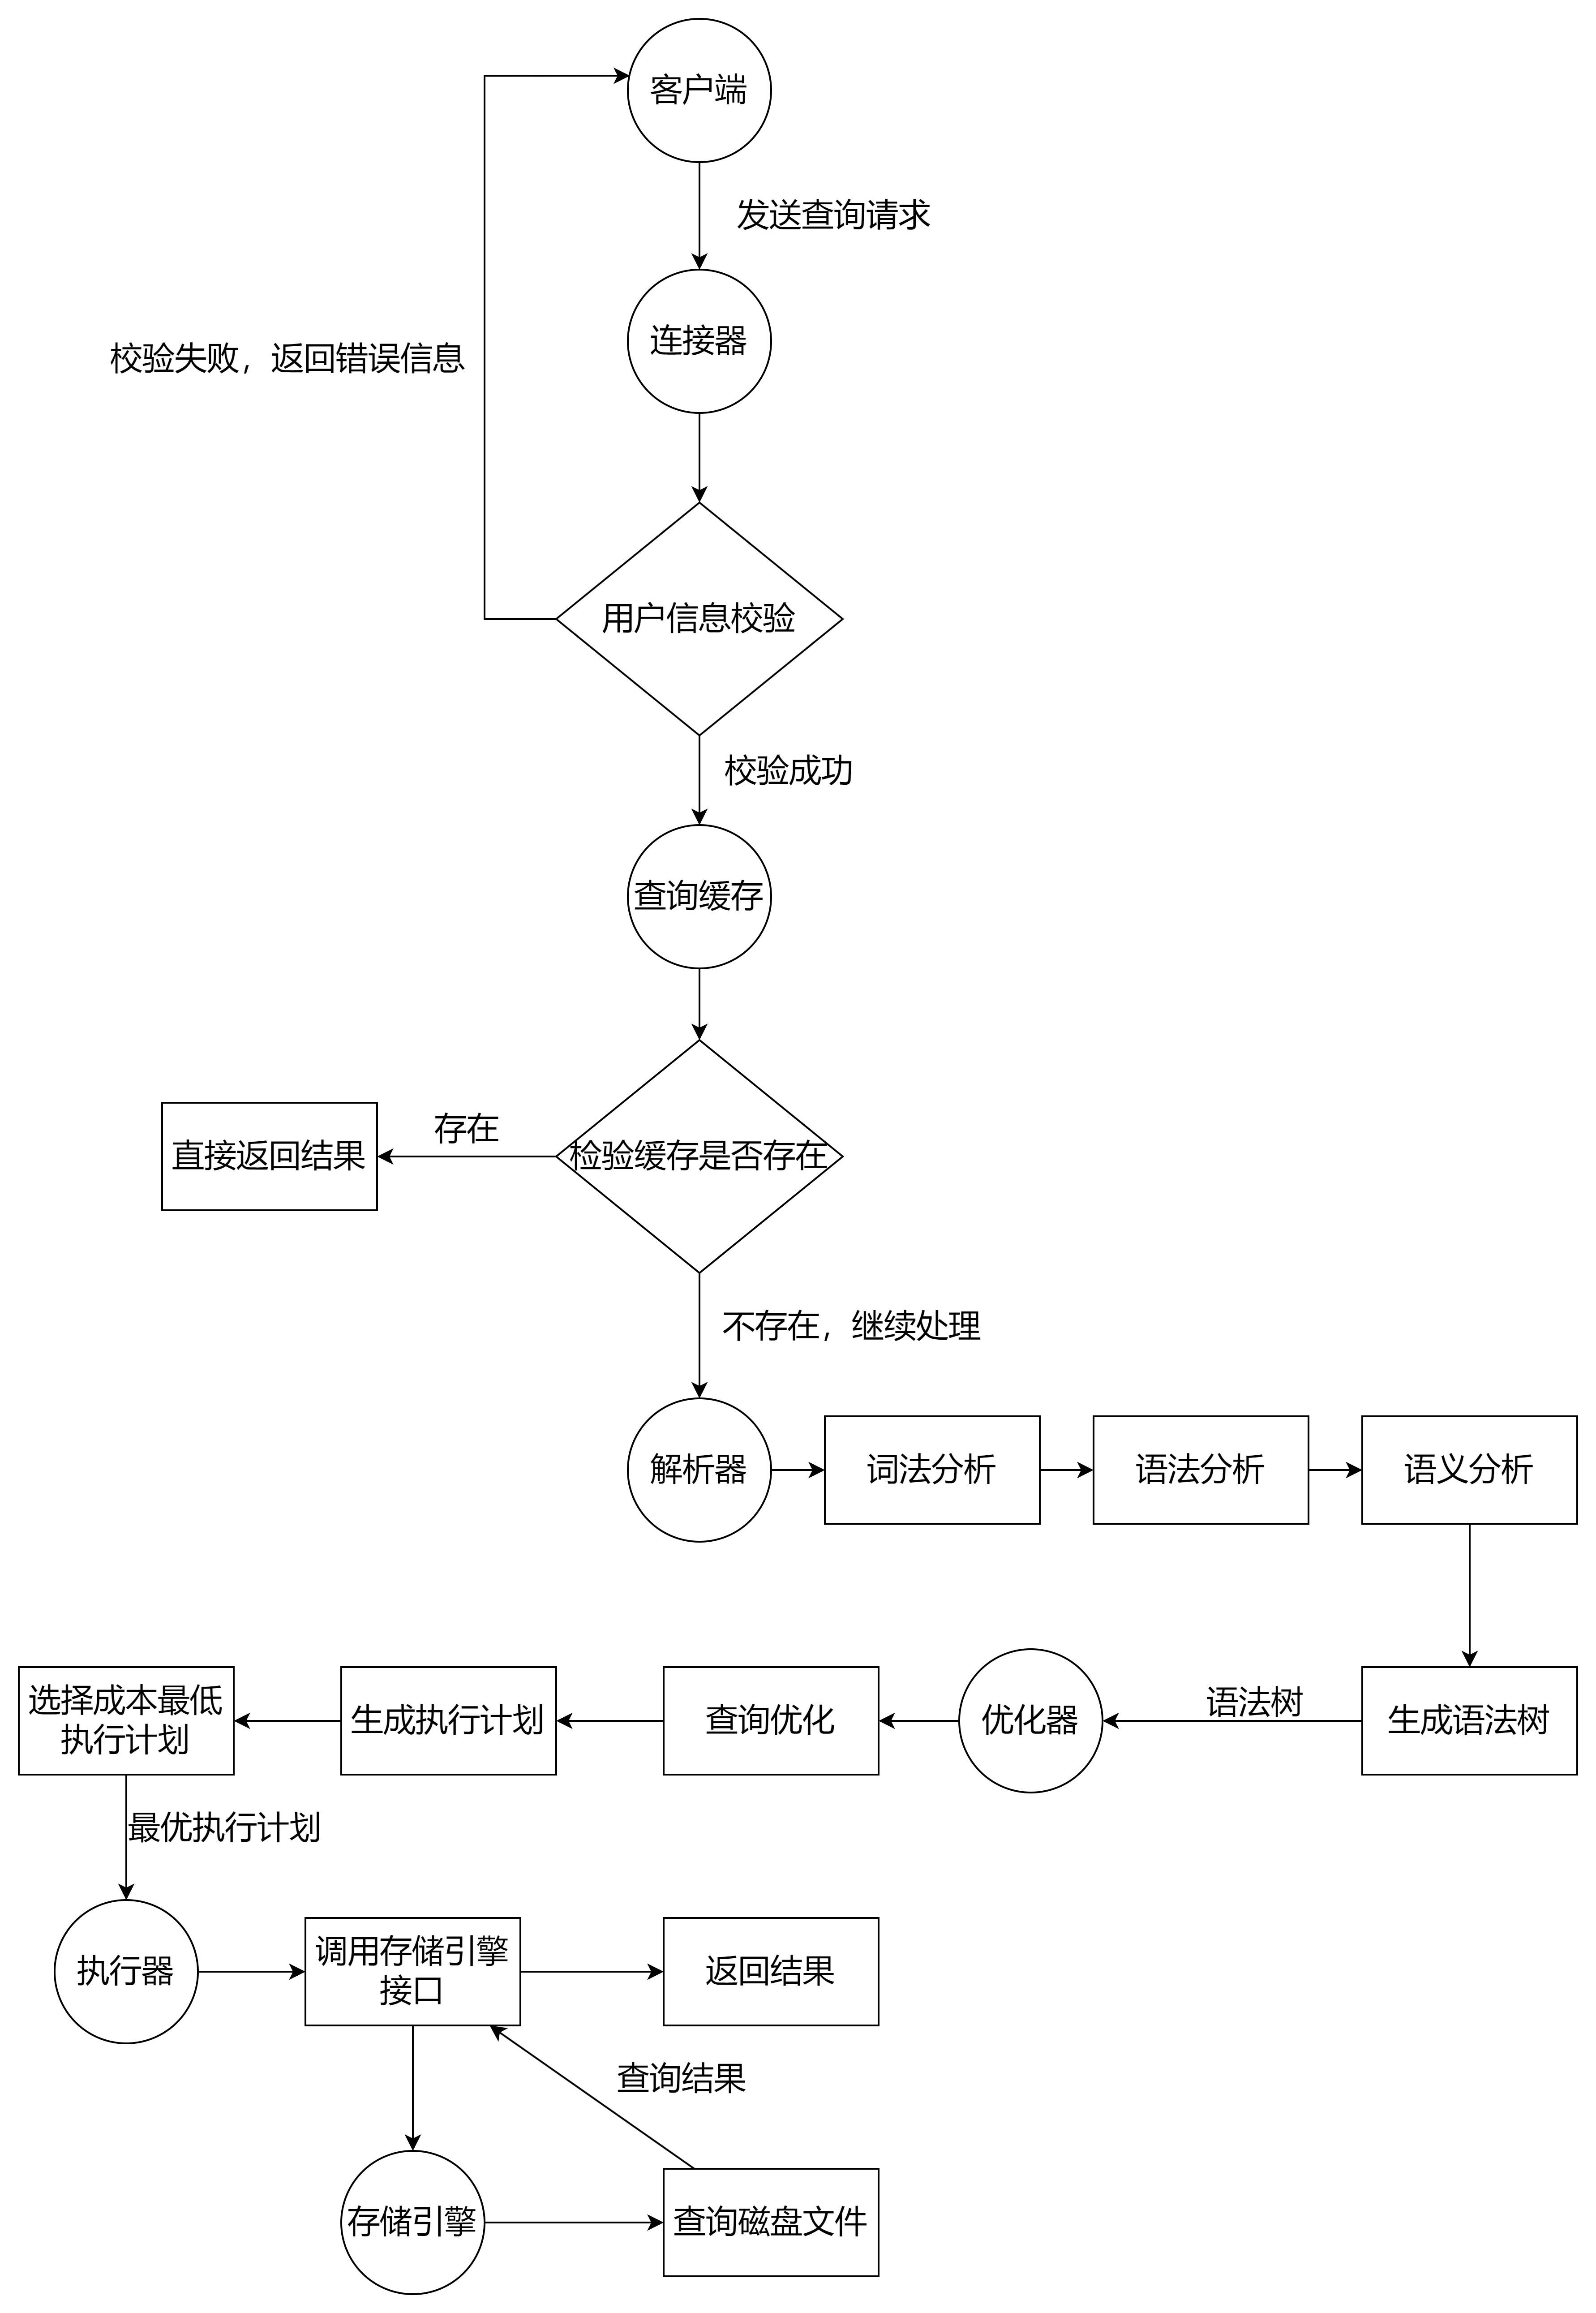 客户端
发送查询请求
连接器
校验失败，返回错误信息
用户信息校验
校验成功
查询缓存
存在
直接返回结果
检验缓存是否存在
不存在，继续处理
解析器
词法分析
语法分析
语义分析
选择成本最低
执行计划
生成执行计划
查询优化
优化器
语法树
生成语法树
最优执行计划
执行器
调用存储引擎
接口
返回结果
查询结果
存储引擎
查询磁盘文件